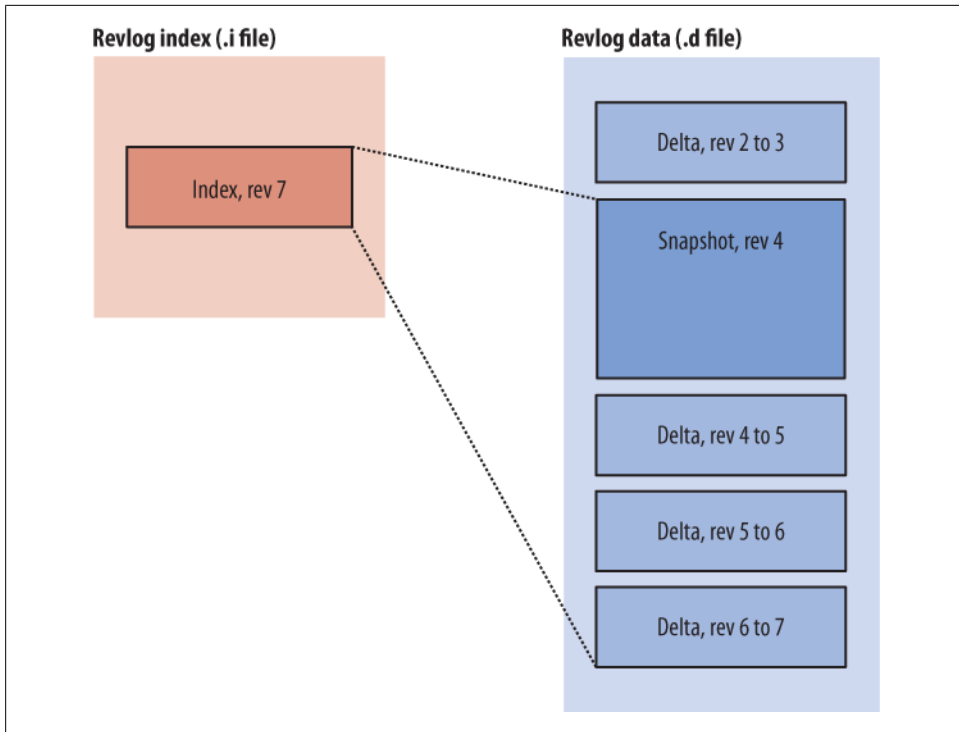 Revlog index (.i file)
Revlog data (.d file)
Index, rev 7
Delta, rev 2 to 3
Snapshot, rev 4
Delta, rev 4 to 5
Delta, rev 5 to 6
Delta, rev 6 to 7